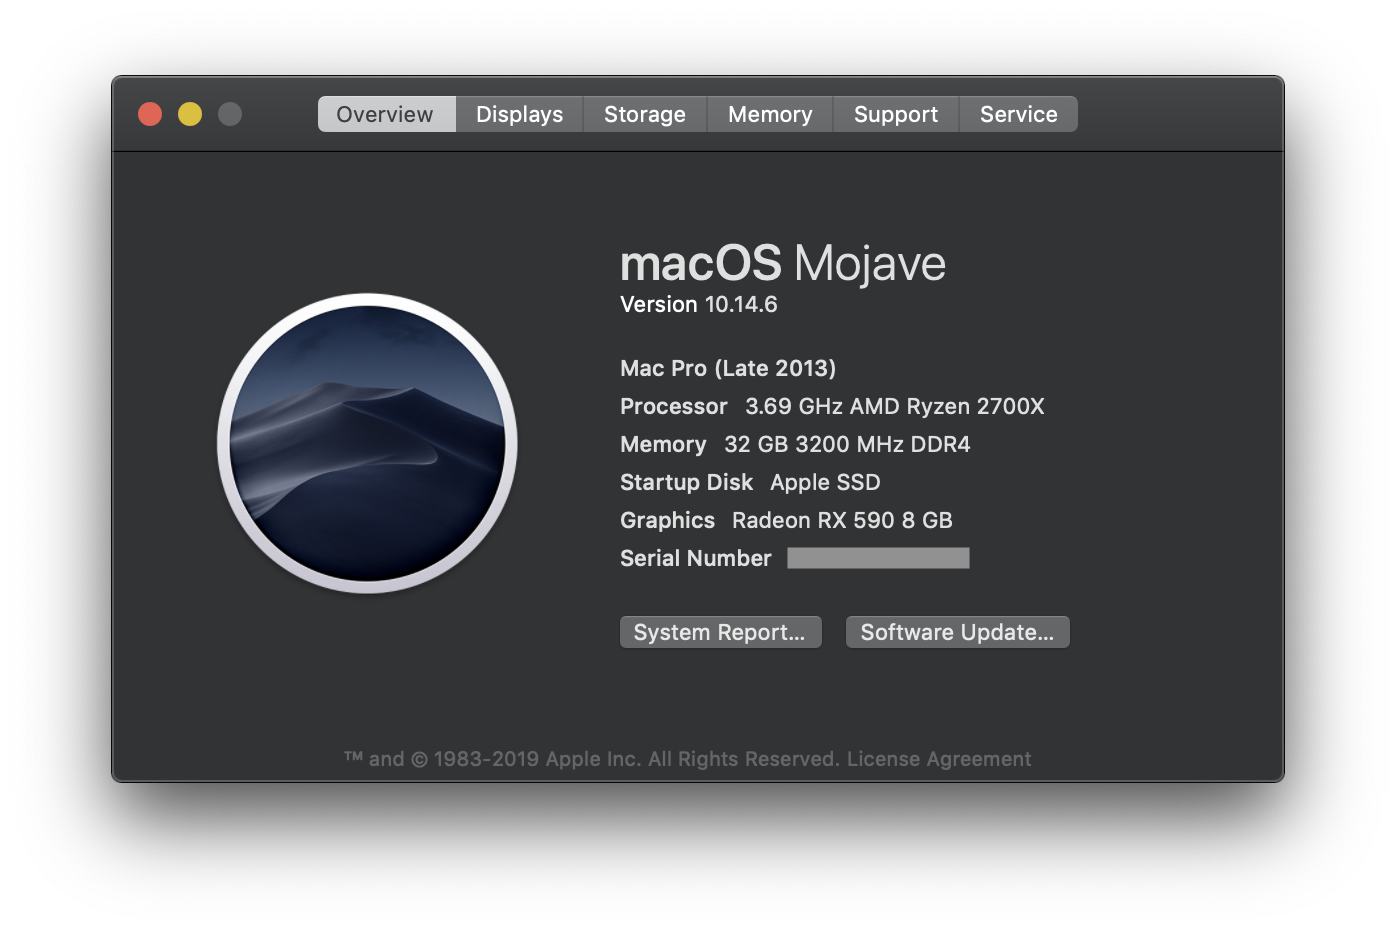 Overview Displays Storage Memory Support Service
macOS Mojave
Version 10.14.6
Mac Pro (Late 2013)
Processor 3.69 GHz AMD Ryzen 2700X
Memory 32 GB 3200 MHz DDR4
Startup Disk Apple SSD
Graphics Radeon RX 590 8 GB
Serial Number
System Report... Software Update...
™ and © 1983-2019 Apple Inc. All Rights Reserved. License Agreement